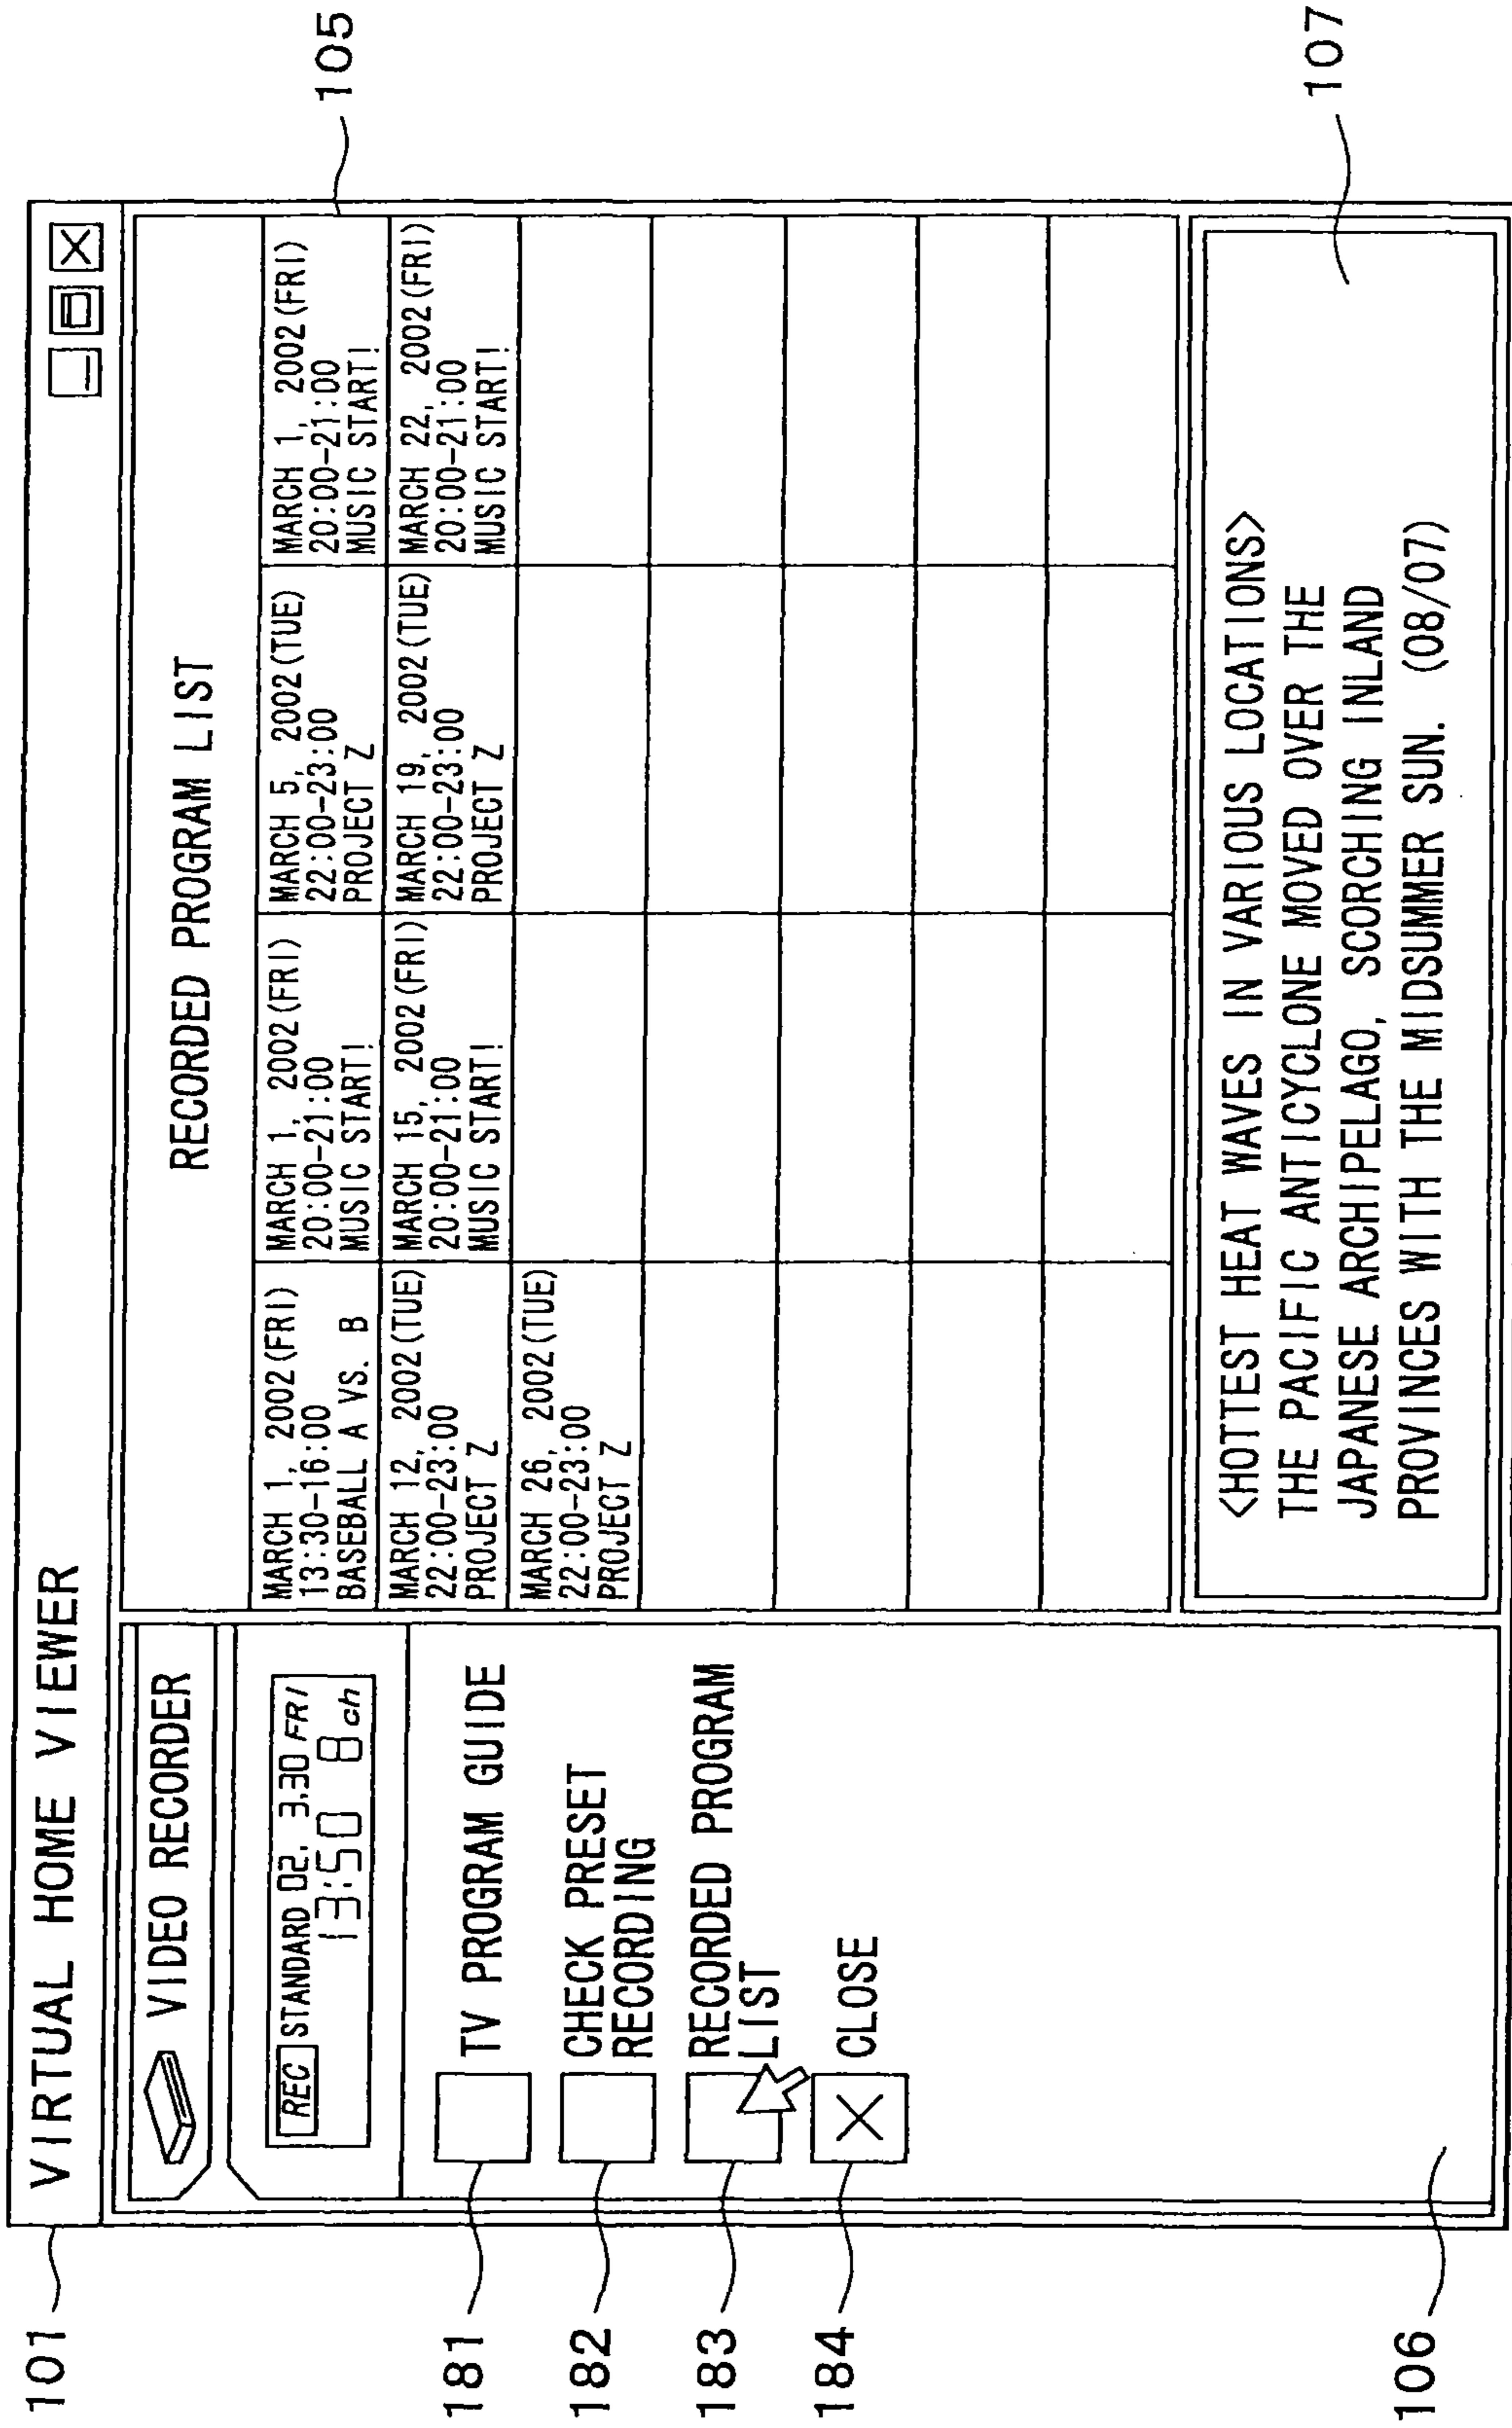 101
VIRTUAL HOME VIEWER
VIDEO RECORDER
REC STANDARD 02. 3.30 FRI
13:50 8 ch
181
TV PROGRAM GUIDE
182
CHECK PRESET
RECORDING
183
RECORDED PROGRAM
LIST
184
CLOSE
106
RECORDED PROGRAM LIST
105
MARCH 1, 2002(FRI)
13:30-16:00
BASEBALL A VS. B
MARCH 1, 2002(FRI)
20:00-21:00
MUSIC START!
MARCH 5, 2002(TUE)
22:00-23:00
PROJECT Z
MARCH 1, 2002(FRI)
20:00-21:00
MUSIC START!
MARCH 12, 2002(TUE)
22:00-23:00
PROJECT Z
MARCH 15, 2002(FRI)
20:00-21:00
MUSIC START!
MARCH 19, 2002(TUE)
22:00-23:00
PROJECT Z
MARCH 22, 2002(FRI)
20:00-21:00
MUSIC START!
MARCH 26, 2002(TUE)
22:00-23:00
PROJECT Z
<HOTTEST HEAT WAVES IN VARIOUS LOCATIONS>
THE PACIFIC ANTICYCLONE MOVED OVER THE
JAPANESE ARCHIPELAGO, SCORCHING INLAND
PROVINCES WITH THE MIDSUMMER SUN. (08/07)
107